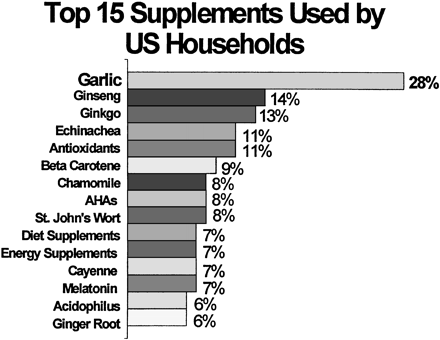 Top 15 Supplements Used by
US Households
Garlic 28%
Ginseng 14%
Ginkgo 13%
Echinachea 11%
Antioxidants 11%
Beta Carotene 9%
Chamomile 8%
AHAs 8%
St. John's Wort 8%
Diet Supplements 7%
Energy Supplements 7%
Cayenne 7%
Melatonin 7%
Acidophilus 6%
Ginger Root 6%